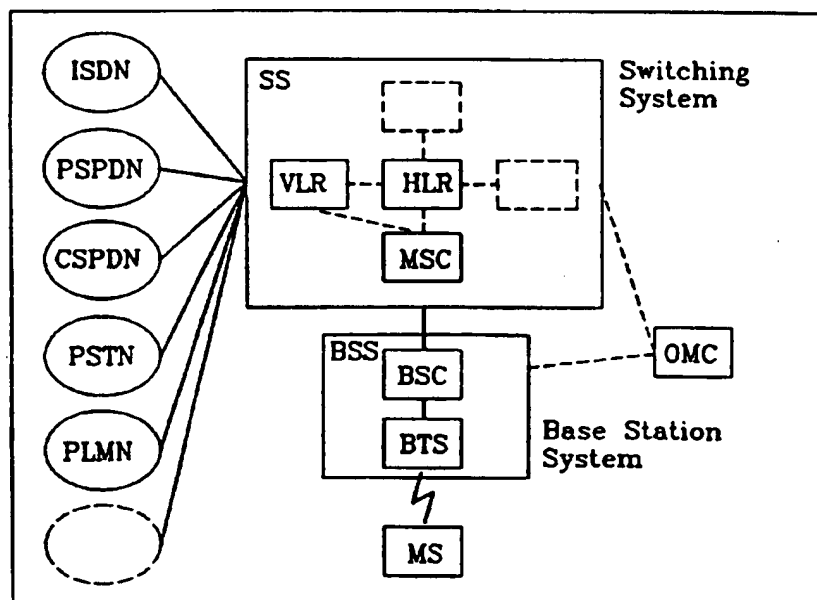 ISDN
PSPDN
CSPDN
PSTN
PLMN
SS
VLR
HLR
MSC
Switching
System
BSS
BSC
BTS
Base Station
System
OMC
MS